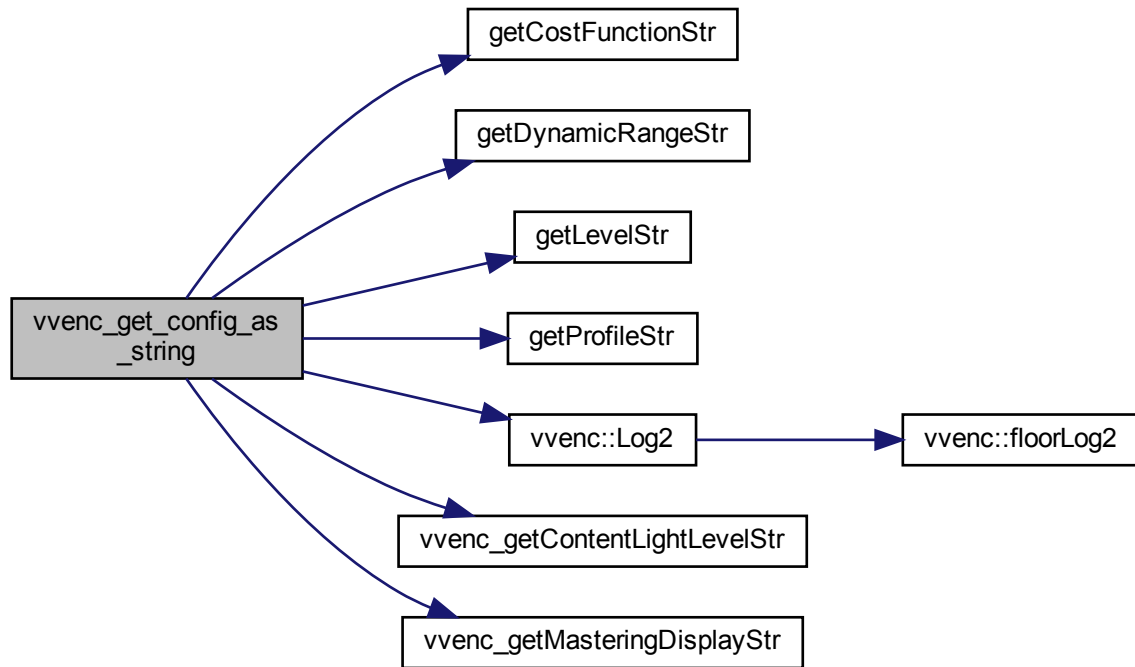 getCostFunctionStr
getDynamicRangeStr
getLevelStr
vvenc_get_config_as
_string
getProfileStr
vvenc::Log2
vvenc::floorLog2
vvenc_getContentLightLevelStr
vvenc_getMasteringDisplayStr